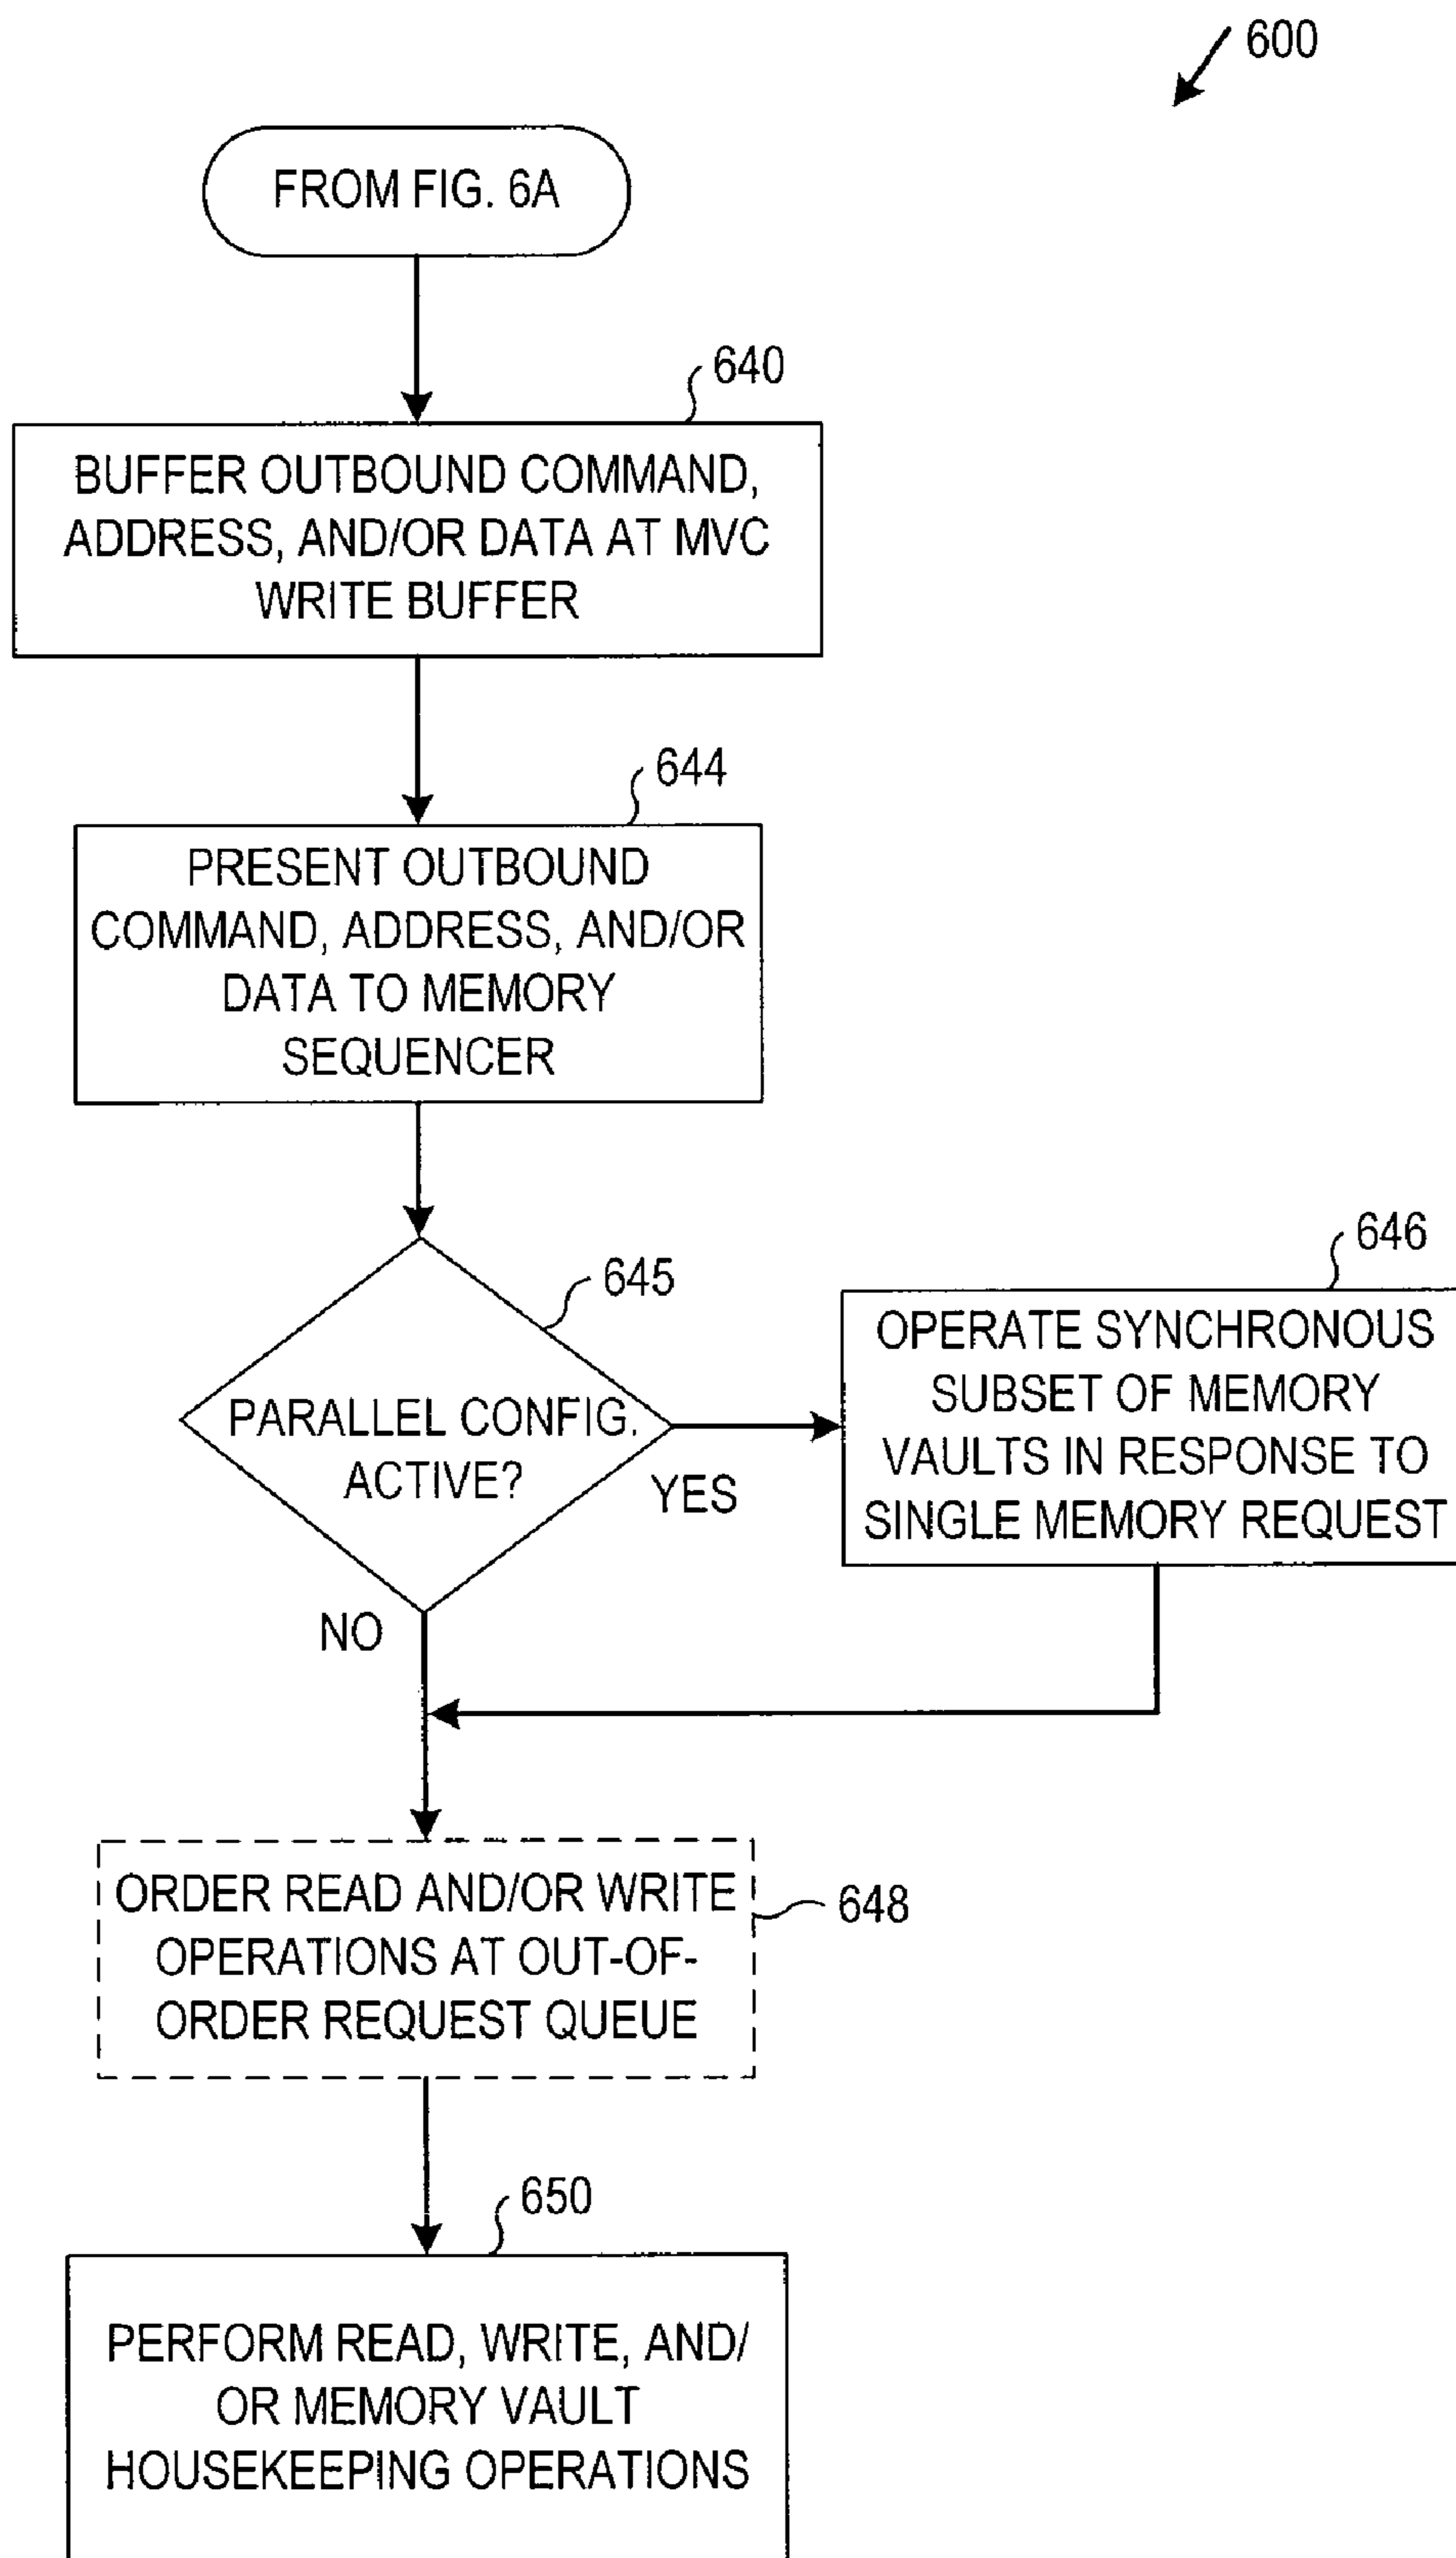 600
FROM FIG. 6A
640
BUFFER OUTBOUND COMMAND,
ADDRESS, AND/OR DATA AT MVC
WRITE BUFFER
644
PRESENT OUTBOUND
COMMAND, ADDRESS, AND/OR
DATA TO MEMORY
SEQUENCER
645
PARALLEL CONFIG.
ACTIVE?
YES
NO
646
OPERATE SYNCHRONOUS
SUBSET OF MEMORY
VAULTS IN RESPONSE TO
SINGLE MEMORY REQUEST
ORDER READ AND/OR WRITE
OPERATIONS AT OUT-OF-
ORDER REQUEST QUEUE
648
650
PERFORM READ, WRITE, AND/
OR MEMORY VAULT
HOUSEKEEPING OPERATIONS